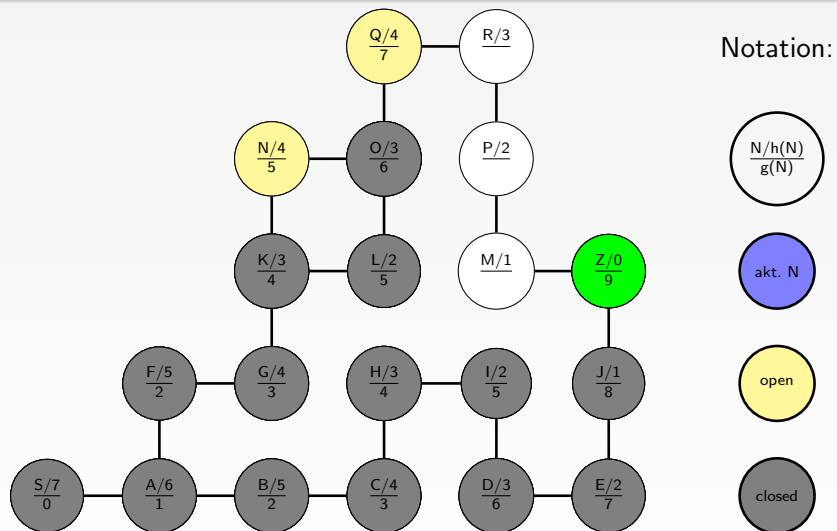 Q/4
7
R/3
Notation:
N/4
5
O/3
6
P/2
N/h(N)
g(N)
K/3
4
L/2
5
M/1
Z/0
9
akt. N
F/5
2
G/4
3
H/3
4
I/2
5
J/1
8
open
S/7
0
A/6
1
B/5
2
C/4
3
D/3
6
E/2
7
closed